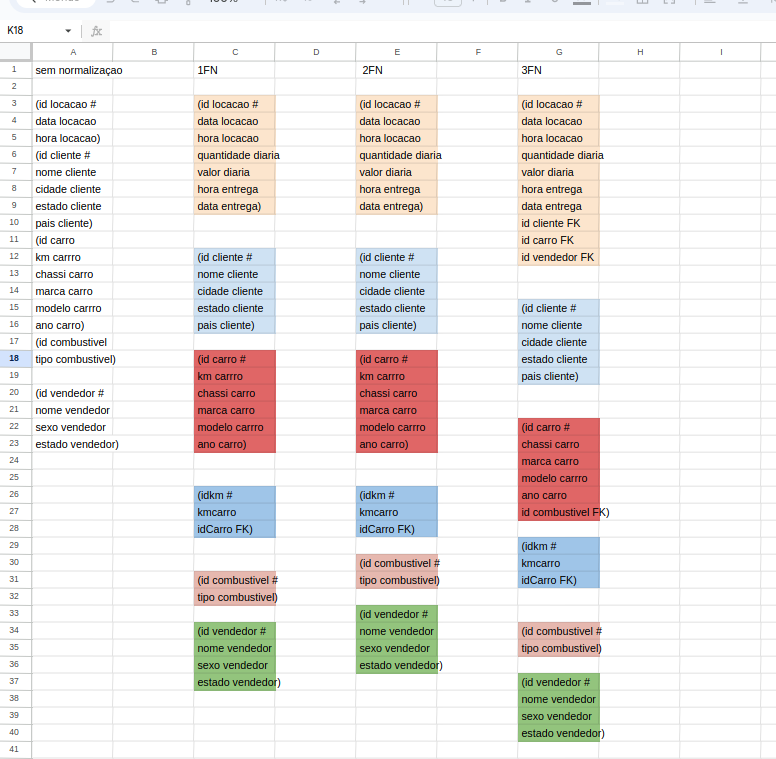 K18 fx
A B C D E F G H I
1 sem normalizaçao 1FN 2FN 3FN
2
3 (id locacao # (id locacao # (id locacao # (id locacao #
4 data locacao data locacao data locacao data locacao
5 hora locacao) hora locacao hora locacao hora locacao
6 (id cliente # quantidade diaria quantidade diaria quantidade diaria
7 nome cliente valor diaria valor diaria valor diaria
8 cidade cliente hora entrega hora entrega hora entrega
9 estado cliente data entrega) data entrega) data entrega
10 pais cliente) id cliente FK
11 (id carro id carro FK
12 km carrro (id cliente # (id cliente # id vendedor FK
13 chassi carro nome cliente nome cliente
14 marca carro cidade cliente cidade cliente
15 modelo carrro estado cliente estado cliente (id cliente #
16 ano carro) pais cliente) pais cliente) nome cliente
17 (id combustivel cidade cliente
18 tipo combustivel) (id carro # (id carro # estado cliente
19 km carrro km carrro pais cliente)
20 (id vendedor # chassi carro chassi carro
21 nome vendedor marca carro marca carro
22 sexo vendedor modelo carrro modelo carrro (id carro #
23 estado vendedor) ano carro) ano carro) chassi carro
24 marca carro
25 modelo carrro
26 (idkm # (idkm # ano carro
27 kmcarro kmcarro id combustivel FK)
28 idCarro FK) idCarro FK)
29 (idkm #
30 (id combustivel # kmcarro
31 (id combustivel # tipo combustivel) idCarro FK)
32 tipo combustivel)
33 (id vendedor #
34 (id vendedor # nome vendedor (id combustivel #
35 nome vendedor sexo vendedor tipo combustivel)
36 sexo vendedor estado vendedor)
37 estado vendedor) (id vendedor #
38 nome vendedor
39 sexo vendedor
40 estado vendedor)
41